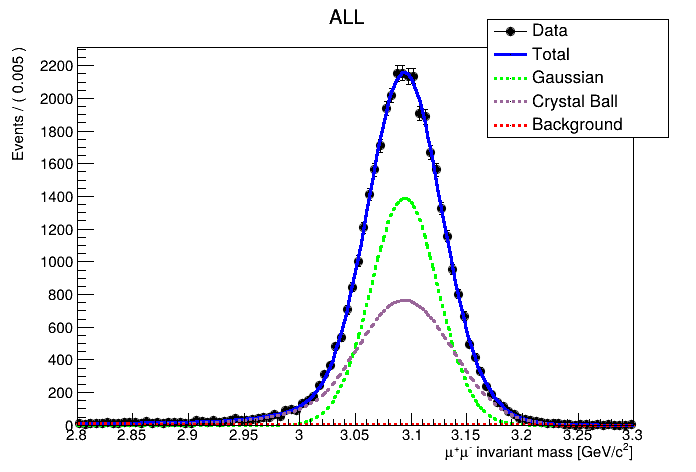 ALL
Data
Total
Gaussian
Crystal Ball
Background
Events / ( 0.005 )
2200
2000
1800
1600
1400
1200
1000
800
600
400
200
0
2.8 2.85 2.9 2.95 3 3.05 3.1 3.15 3.2 3.25 3.3
μ⁺μ⁻ invariant mass [GeV/c²]